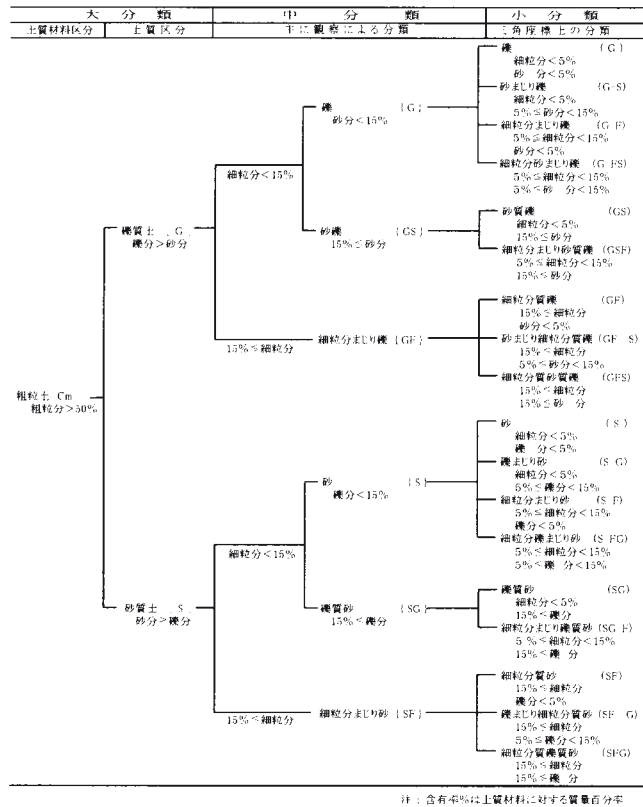 大 分 類 中 分 類 小 分 類
土質材料区分 土質区分 主に観察による分類 三角座標上の分類
礫 (G)
細粒分<5%
砂 分<5%
砂まじり礫 (G-S)
細粒分<5%
5%≦砂分<15%
細粒分まじり礫 (G-F)
5%≦細粒分<15%
砂分<5%
細粒分砂まじり礫 (G-FS)
5%≦細粒分<15%
5%≦砂 分<15%
礫 {G}
砂分<15%
細粒分<15%
砂礫 {GS}
15%≦砂分
砂質礫 (GS)
細粒分<5%
15%≦砂分
細粒分まじり砂質礫 (GSF)
5%≦細粒分<15%
15%≦砂分
礫質土 [G]
礫分>砂分
15%≦細粒分
細粒分まじり礫 {GF}
細粒分質礫 (GF)
15%≦細粒分
砂分<5%
砂まじり細粒分質礫 (GF-S)
15%≦細粒分
5%≦砂分<15%
細粒分質砂質礫 (GFS)
15%≦細粒分
15%≦砂 分
粗粒土 Cm
粗粒分>50%
砂 (S)
細粒分<5%
礫 分<5%
礫まじり砂 (S-G)
細粒分<5%
5%≦礫分<15%
細粒分まじり砂 (S-F)
5%≦細粒分<15%
礫分<5%
細粒分礫まじり砂 (S-FG)
5%≦細粒分<15%
5%≦礫 分<15%
砂 {S}
礫分<15%
細粒分<15%
礫質砂 {SG}
15%≦礫分
礫質砂 (SG)
細粒分<5%
15%≦礫分
細粒分まじり礫質砂 (SG-F)
5%≦細粒分<15%
15%≦礫 分
砂質土 [S]
砂分≧礫分
15%≦細粒分
細粒分まじり砂 {SF}
細粒分質砂 (SF)
15%≦細粒分
礫分<5%
礫まじり細粒分質砂 (SF-G)
15%≦細粒分
5%≦礫分<15%
細粒分質礫質砂 (SFG)
15%≦細粒分
15%≦礫 分
注:含有率%は土質材料に対する質量百分率